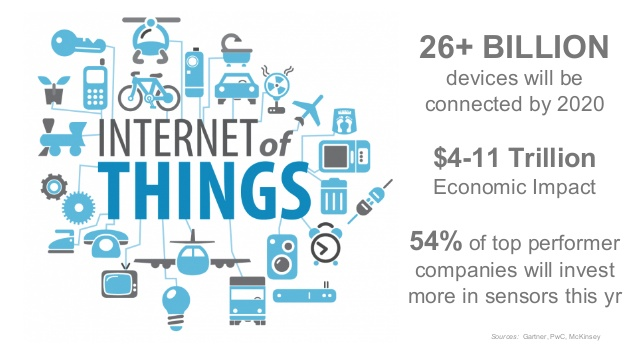 INTERNET of
THINGS
26+ BILLION
devices will be
connected by 2020
$4-11 Trillion
Economic Impact
54% of top performer
companies will invest
more in sensors this yr
Sources: Gartner, PwC, McKinsey